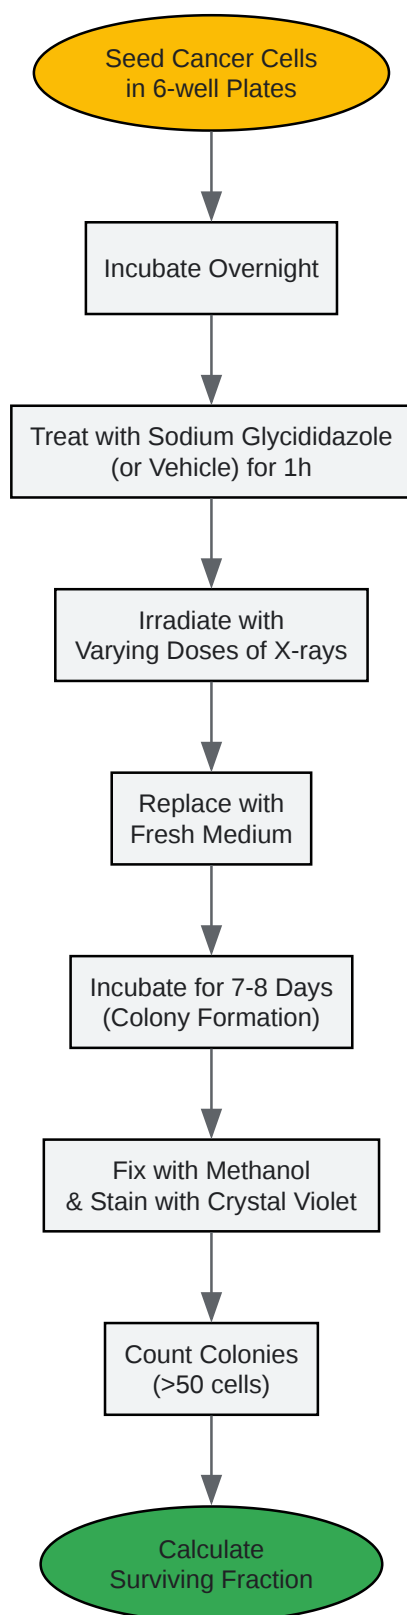 Seed Cancer Cells
in 6-well Plates
Incubate Overnight
Treat with Sodium Glycididazole
(or Vehicle) for 1h
Irradiate with
Varying Doses of X-rays
Replace with
Fresh Medium
Incubate for 7-8 Days
(Colony Formation)
Fix with Methanol
& Stain with Crystal Violet
Count Colonies
(>50 cells)
Calculate
Surviving Fraction